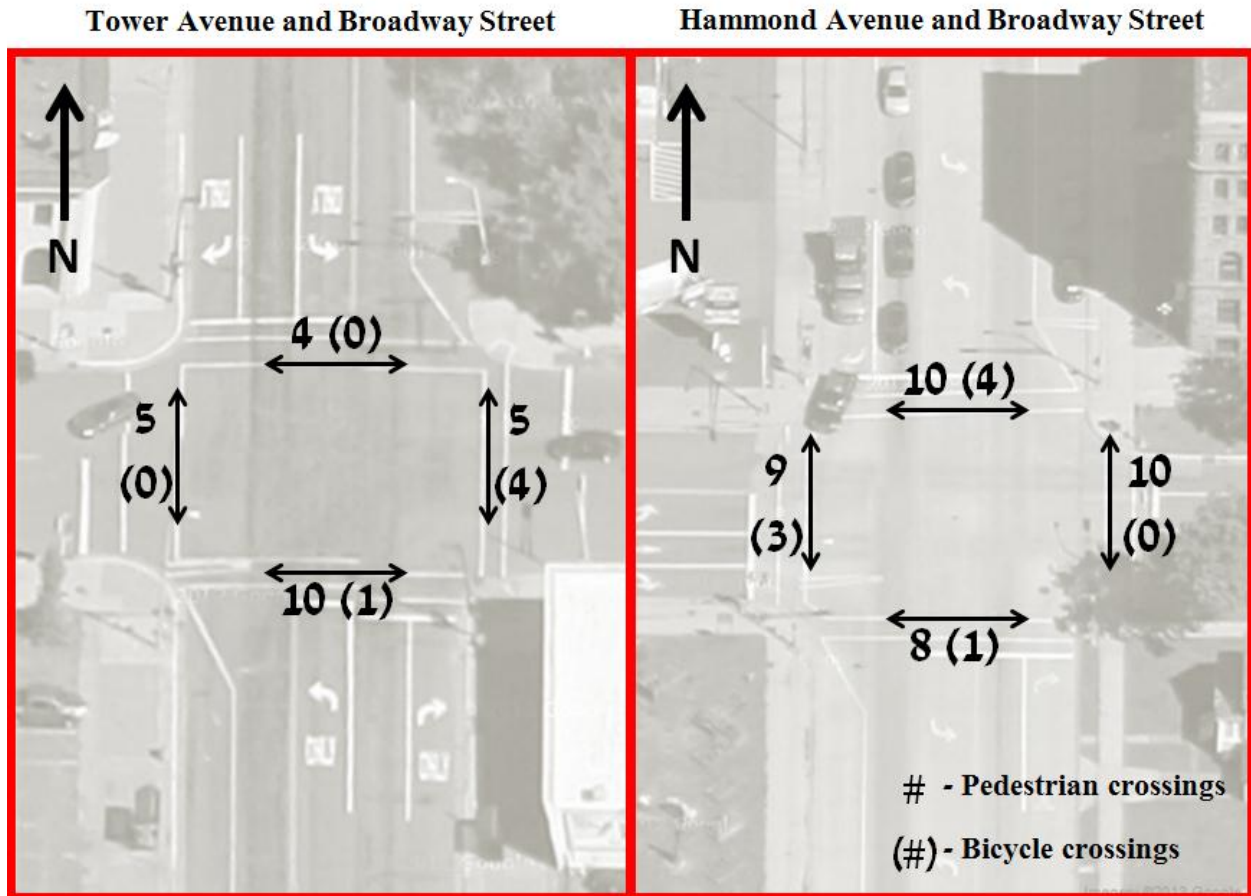 Tower Avenue and Broadway Street
Hammond Avenue and Broadway Street
N
4 (0)
5
(0)
5
(4)
10 (1)
N
10 (4)
9
(3)
10
(0)
8 (1)
# - Pedestrian crossings
(#) - Bicycle crossings